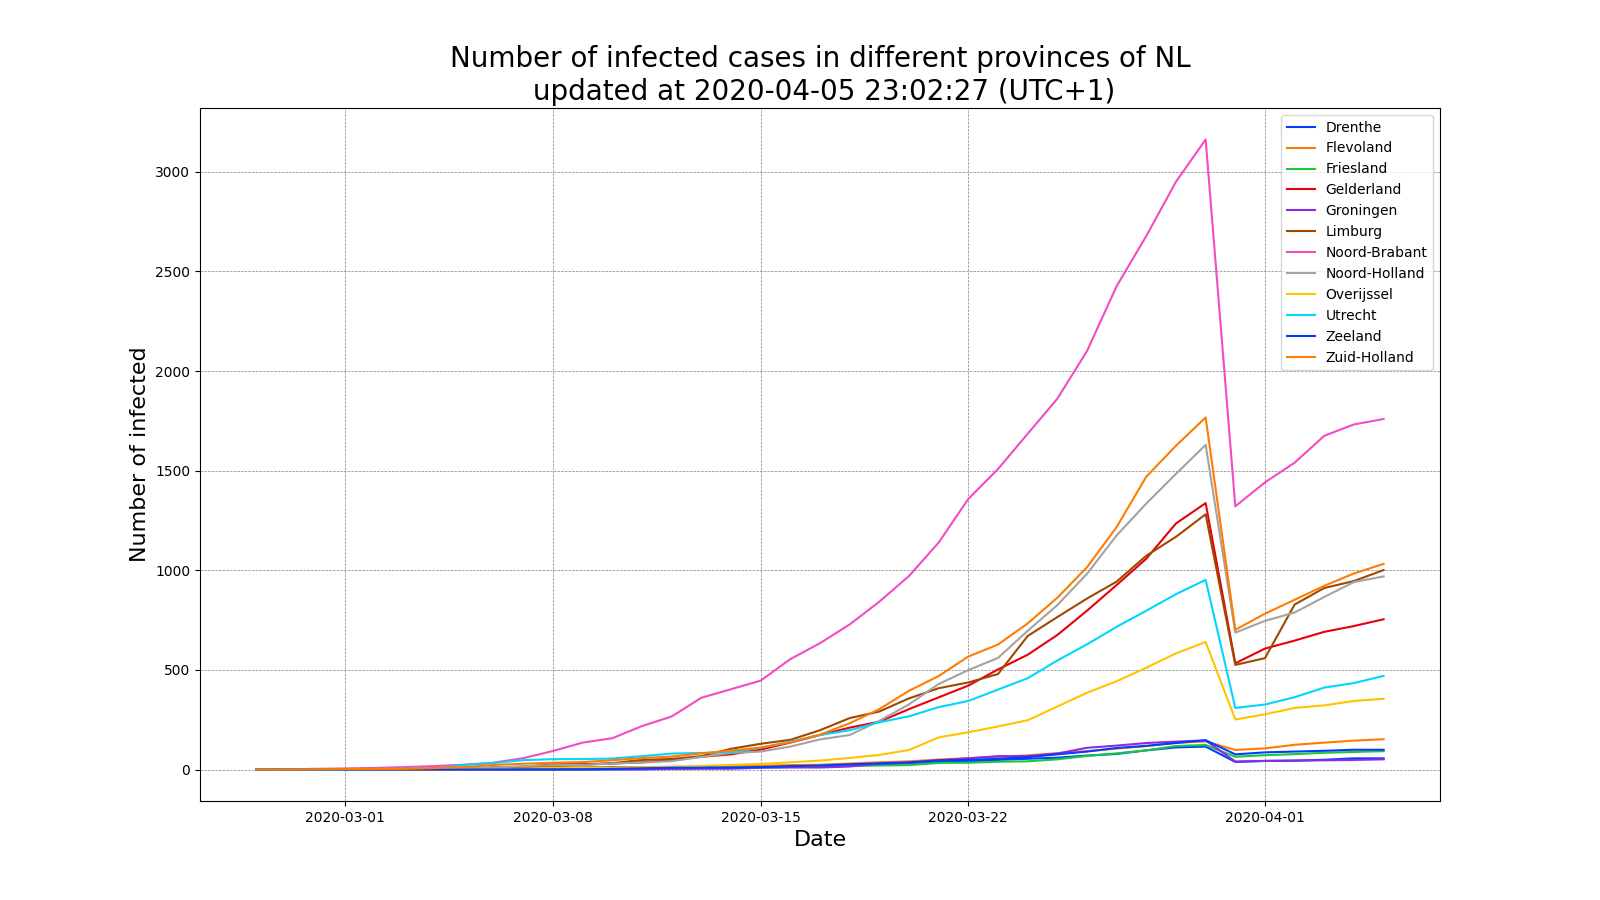 Number of infected cases in different provinces of NL
updated at 2020-04-05 23:02:27 (UTC+1)
Drenthe
Flevoland
Friesland
Gelderland
Groningen
Limburg
Noord-Brabant
Noord-Holland
Overijssel
Utrecht
Zeeland
Zuid-Holland
Number of infected
3000
2500
2000
1500
1000
500
0
2020-03-01
2020-03-08
2020-03-15
2020-03-22
2020-04-01
Date